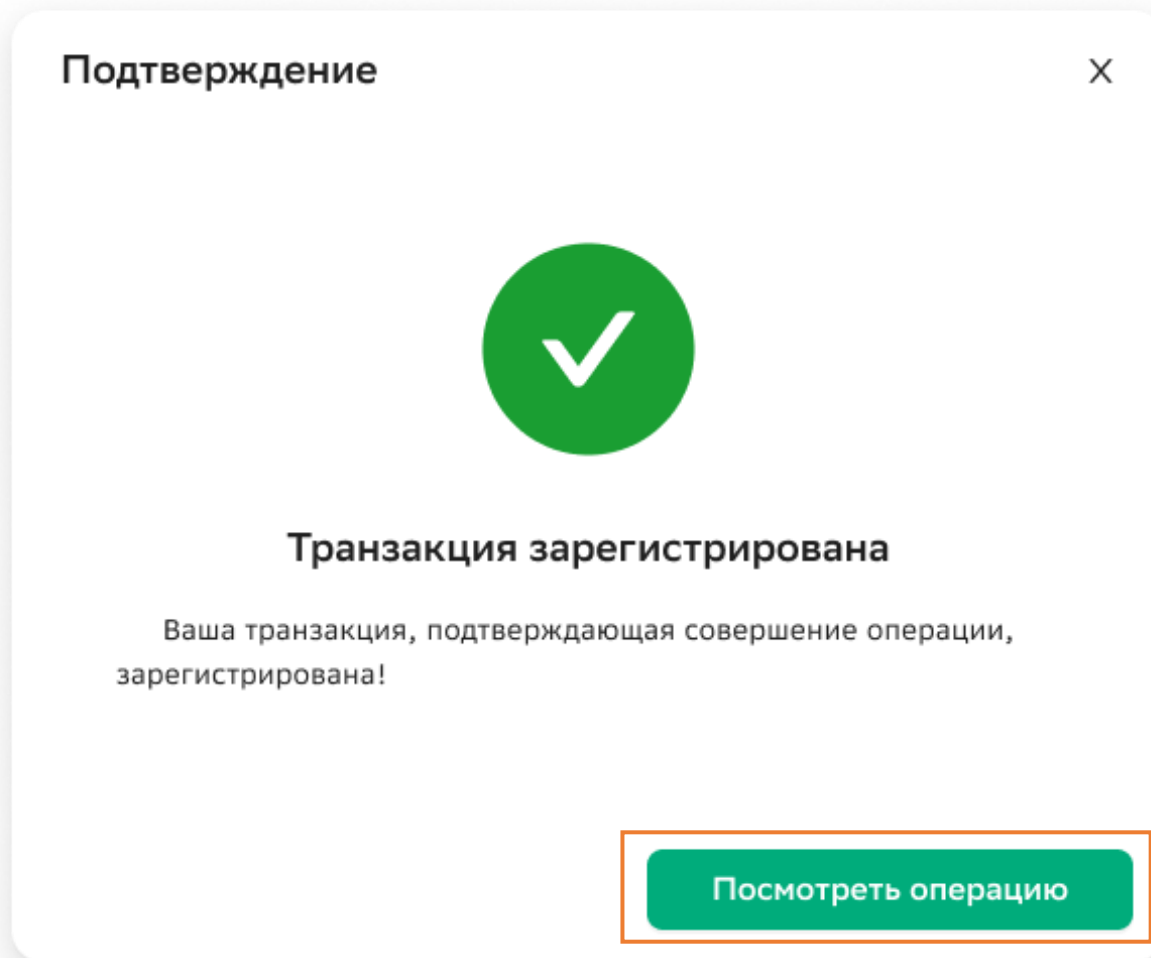 Подтверждение
X
Транзакция зарегистрирована
Ваша транзакция, подтверждающая совершение операции,
зарегистрирована!
Посмотреть операцию